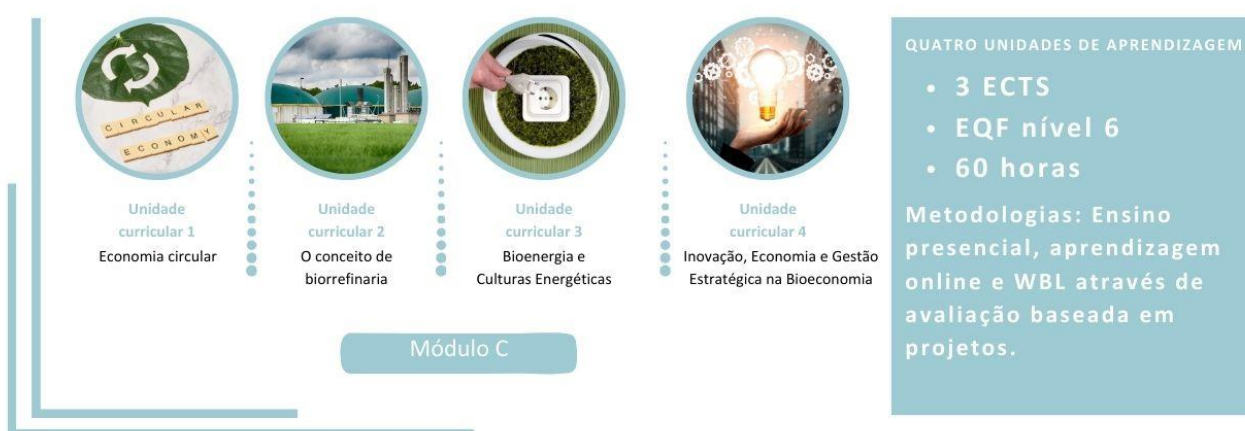 CIRCULAR
ECONOMY
Unidade
curricular 1
Economia circular
Unidade
curricular 2
O conceito de
biorrefinaria
Unidade
curricular 3
Bioenergia e
Culturas Energéticas
Unidade
curricular 4
Inovação, Economia e Gestão
Estratégica na Bioeconomia
Módulo C
QUATRO UNIDADES DE APRENDIZAGEM
• 3 ECTS
• EQF nível 6
• 60 horas
Metodologias: Ensino
presencial, aprendizagem
online e WBL através de
avaliação baseada em
projetos.